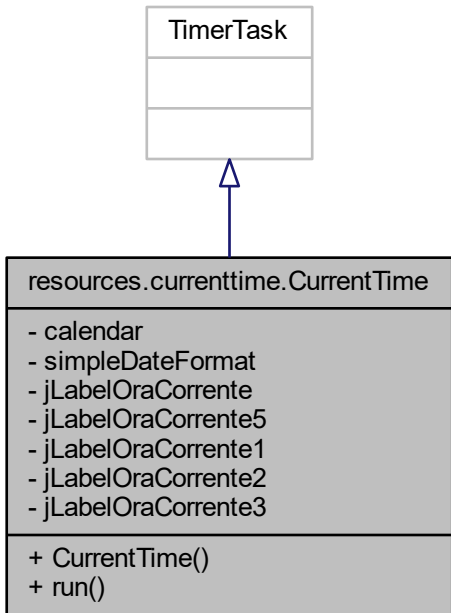 TimerTask
resources.currenttime.CurrentTime
- calendar
- simpleDateFormat
- jLabelOraCorrente
- jLabelOraCorrente5
- jLabelOraCorrente1
- jLabelOraCorrente2
- jLabelOraCorrente3
+ CurrentTime()
+ run()